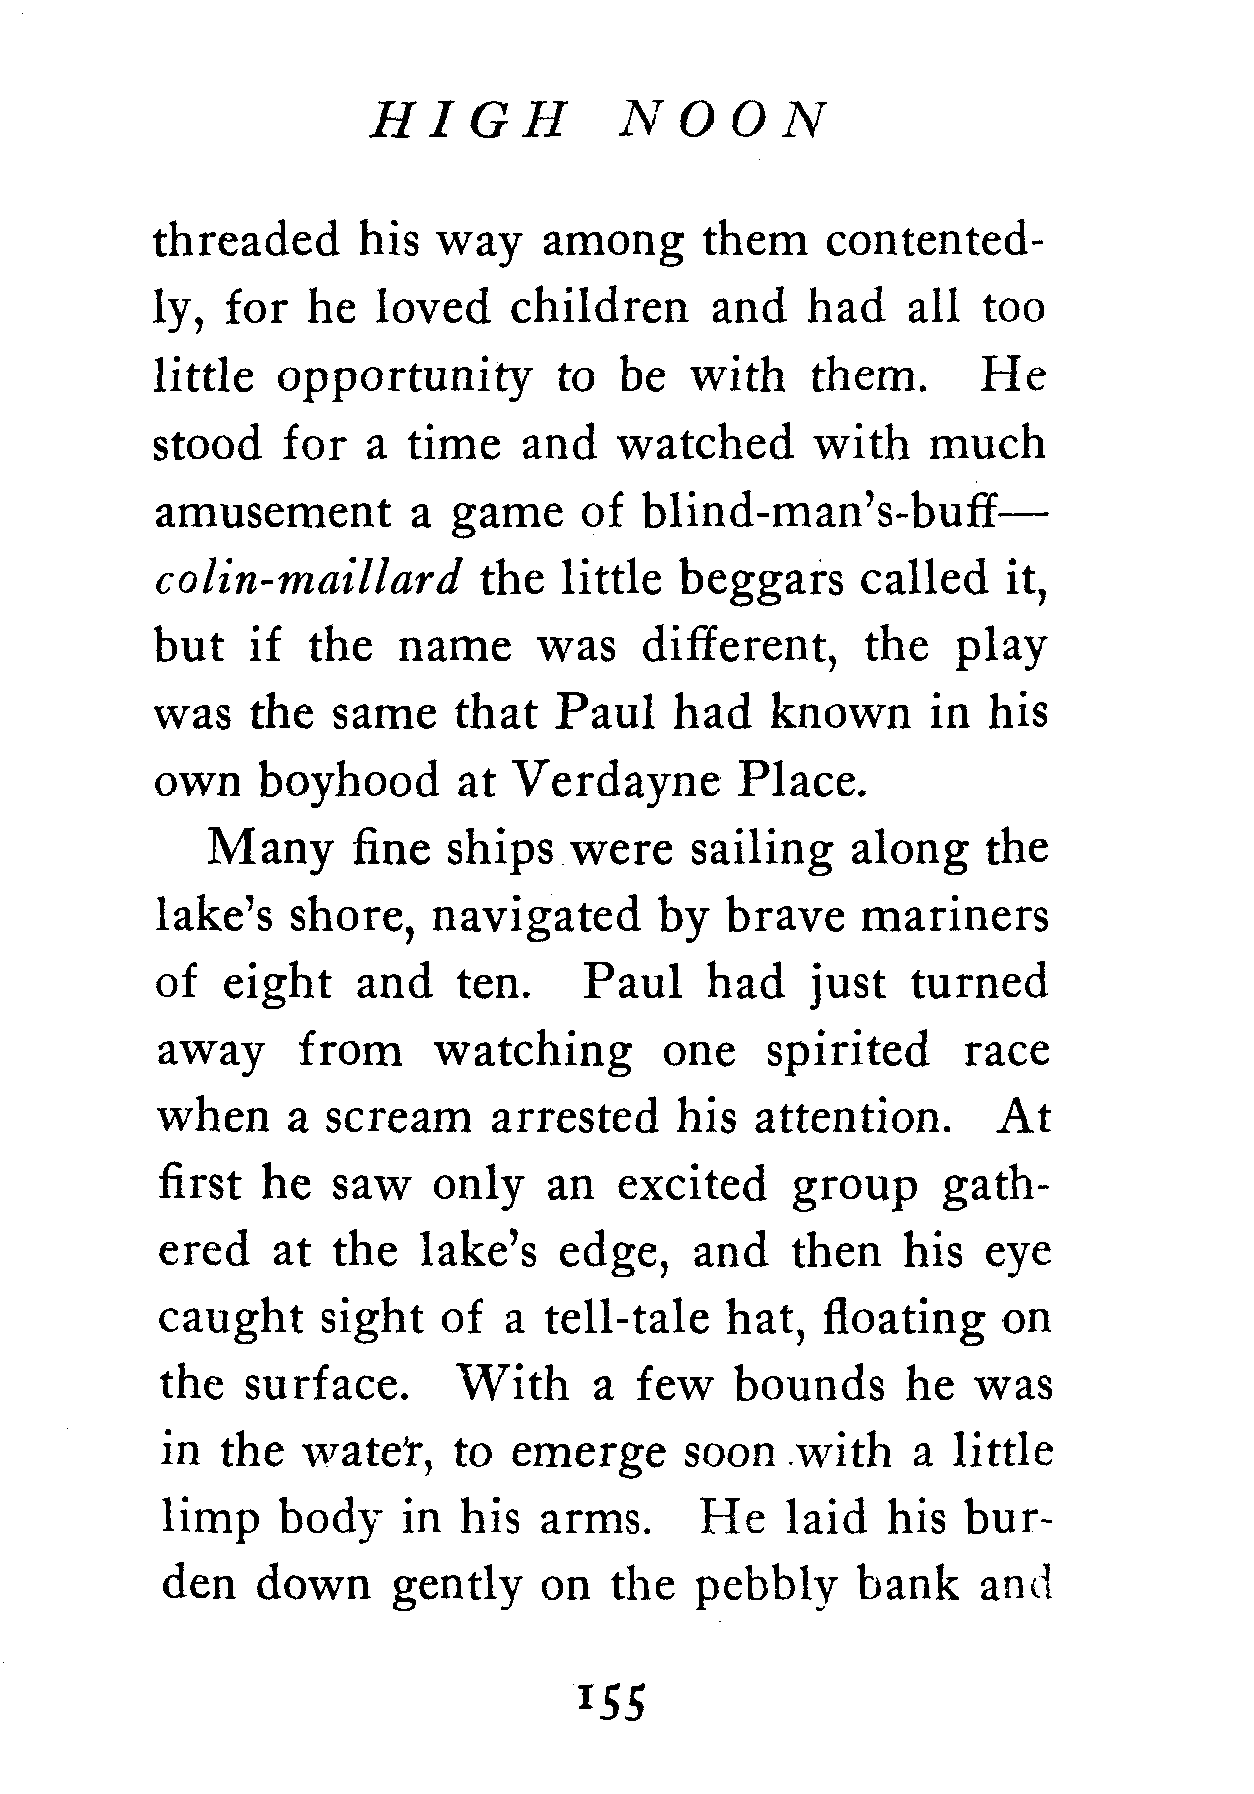 HIGH NOON
threaded his way among them contented-
ly, for he loved children and had all too
little opportunity to be with them. He
stood for a time and watched with much
amusement a game of blind-man's-buff—
colin-maillard the little beggars called it,
but if the name was different, the play
was the same that Paul had known in his
own boyhood at Verdayne Place.
Many fine ships were sailing along the
lake's shore, navigated by brave mariners
of eight and ten. Paul had just turned
away from watching one spirited race
when a scream arrested his attention. At
first he saw only an excited group gath-
ered at the lake's edge, and then his eye
caught sight of a tell-tale hat, floating on
the surface. With a few bounds he was
in the water, to emerge soon with a little
limp body in his arms. He laid his bur-
den down gently on the pebbly bank and
155